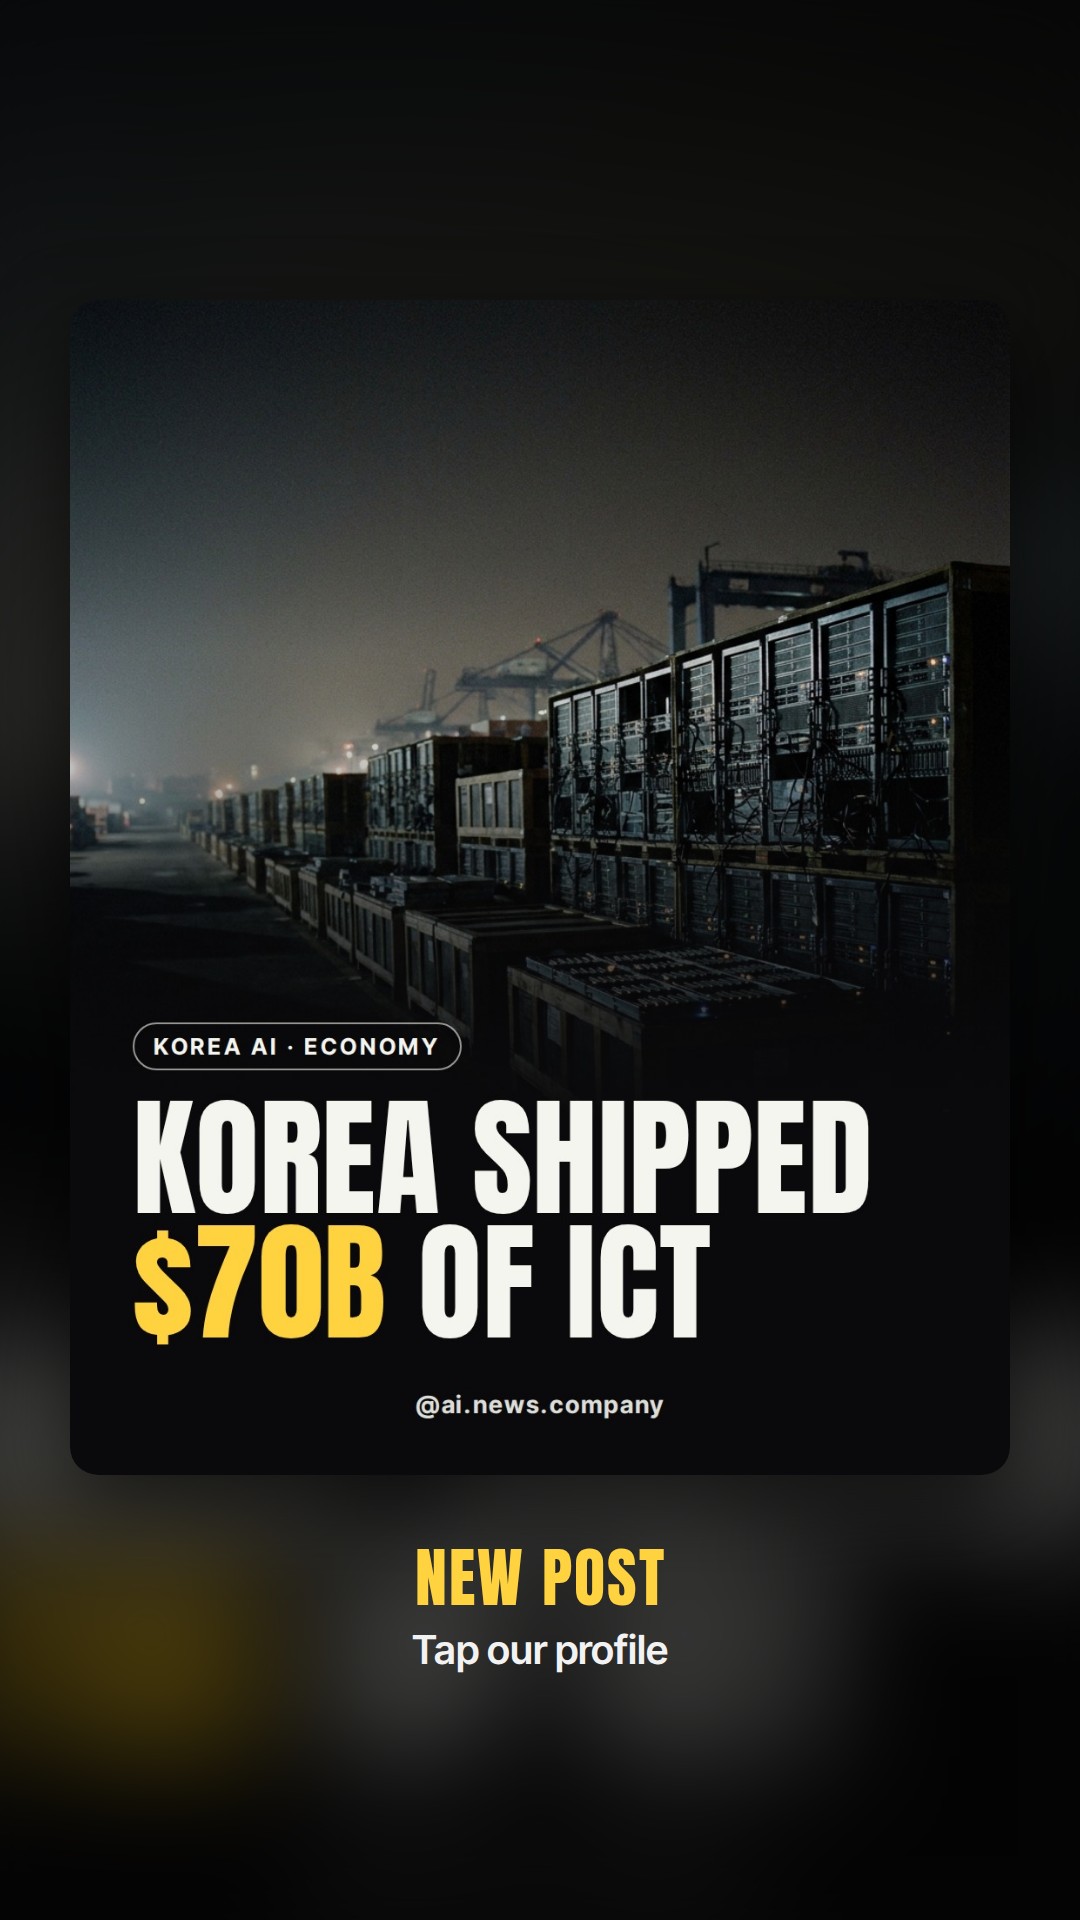 KOREA AI · ECONOMY
KOREA SHIPPED
$70B OF ICT
@ai.news.company
NEW POST
Tap our profile